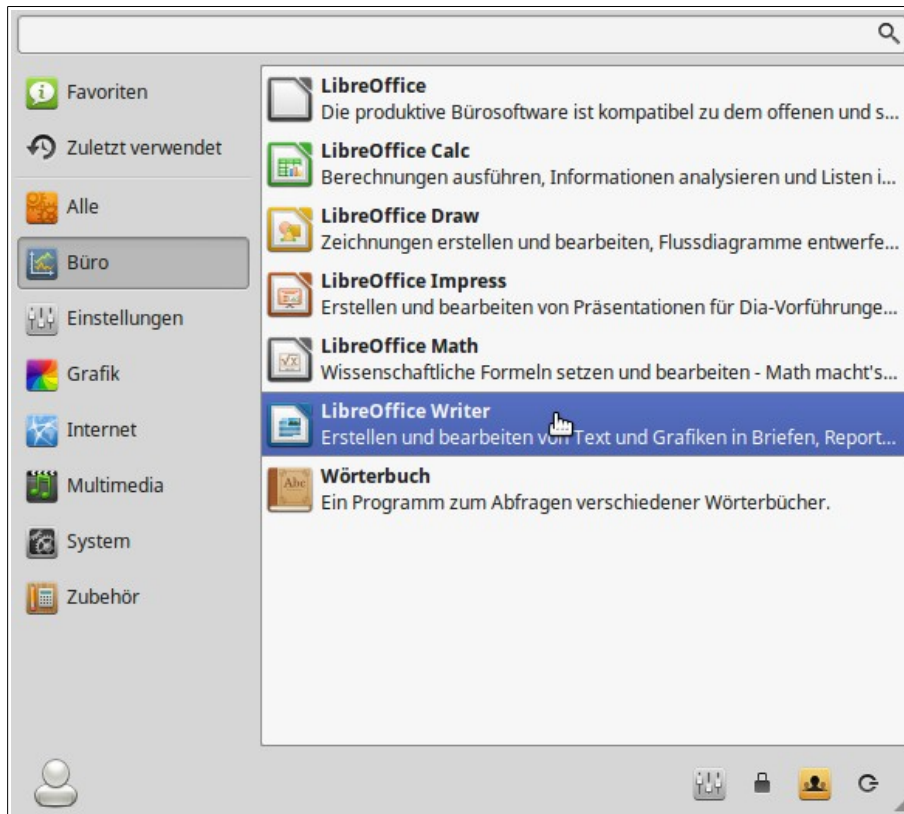 Favoriten
Zuletzt verwendet
Alle
Büro
Einstellungen
Grafik
Internet
Multimedia
System
Zubehör
LibreOffice
Die produktive Bürosoftware ist kompatibel zu dem offenen und s...
LibreOffice Calc
Berechnungen ausführen, Informationen analysieren und Listen i...
LibreOffice Draw
Zeichnungen erstellen und bearbeiten, Flussdiagramme entwerfe...
LibreOffice Impress
Erstellen und bearbeiten von Präsentationen für Dia-Vorführunge...
LibreOffice Math
Wissenschaftliche Formeln setzen und bearbeiten - Math macht's...
LibreOffice Writer
Erstellen und bearbeiten von Text und Grafiken in Briefen, Report...
Abc
Wörterbuch
Ein Programm zum Abfragen verschiedener Wörterbücher.